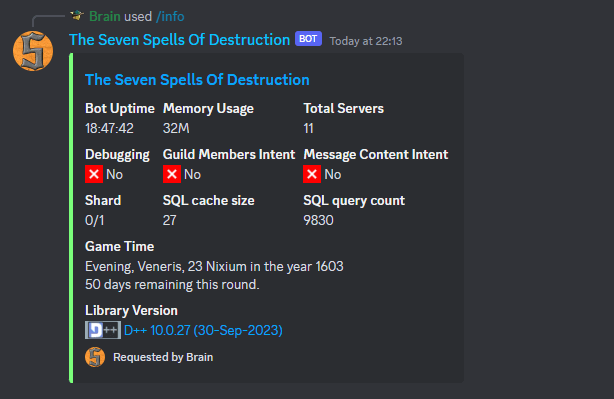 Brain used /info
The Seven Spells Of Destruction BOT Today at 22:13
The Seven Spells Of Destruction
Bot Uptime Memory Usage Total Servers
18:47:42 32M 11
Debugging Guild Members Intent Message Content Intent
No No No
Shard SQL cache size SQL query count
0/1 27 9830
Game Time
Evening, Veneris, 23 Nixium in the year 1603
50 days remaining this round.
Library Version
D++ D++ 10.0.27 (30-Sep-2023)
Requested by Brain